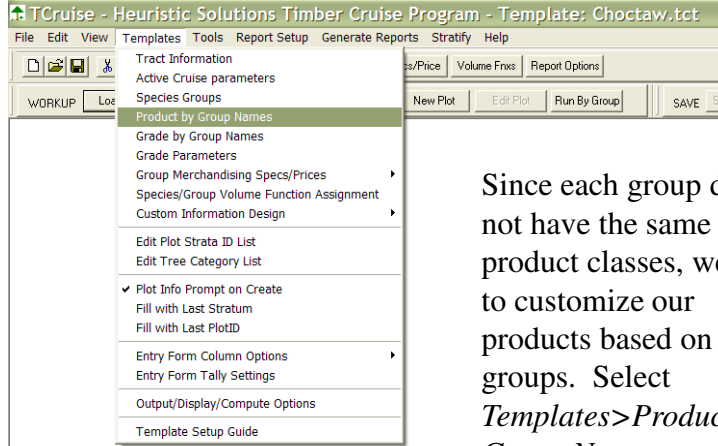 TCruise - Heuristic Solutions Timber Cruise Program - Template: Choctaw.tct
File Edit View Templates Tools Report Setup Generate Reports Stratify Help
Price Volume Fnxs Report Options
WORKUP New Plot Edit Plot Run By Group SAVE
Tract Information
Active Cruise parameters
Species Groups
Product by Group Names
Grade by Group Names
Grade Parameters
Group Merchandising Specs/Prices
Species/Group Volume Function Assignment
Custom Information Design
Edit Plot Strata ID List
Edit Tree Category List
Plot Info Prompt on Create
Fill with Last Stratum
Fill with Last PlotID
Entry Form Column Options
Entry Form Tally Settings
Output/Display/Compute Options
Template Setup Guide
Since each group
not have the same
product classes, we
to customize our
products based on
groups. Select
Templates>Produc